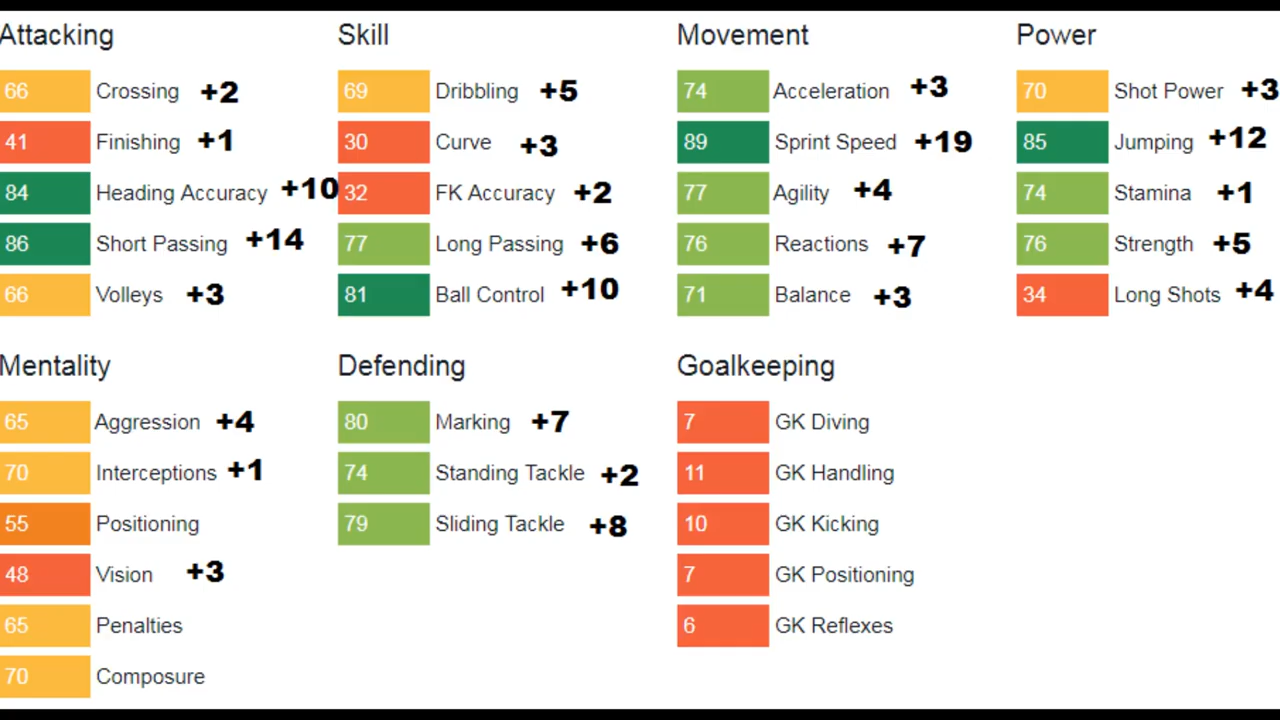 Attacking
66 Crossing +2
41 Finishing +1
84 Heading Accuracy +10
86 Short Passing +14
66 Volleys +3
Skill
69 Dribbling +5
30 Curve +3
32 FK Accuracy +2
77 Long Passing +6
81 Ball Control +10
Movement
74 Acceleration +3
89 Sprint Speed +19
77 Agility +4
76 Reactions +7
71 Balance +3
Power
70 Shot Power +3
85 Jumping +12
74 Stamina +1
76 Strength +5
34 Long Shots +4
Mentality
65 Aggression +4
70 Interceptions +1
55 Positioning
48 Vision +3
65 Penalties
70 Composure
Defending
80 Marking +7
74 Standing Tackle +2
79 Sliding Tackle +8
Goalkeeping
7 GK Diving
11 GK Handling
10 GK Kicking
7 GK Positioning
6 GK Reflexes